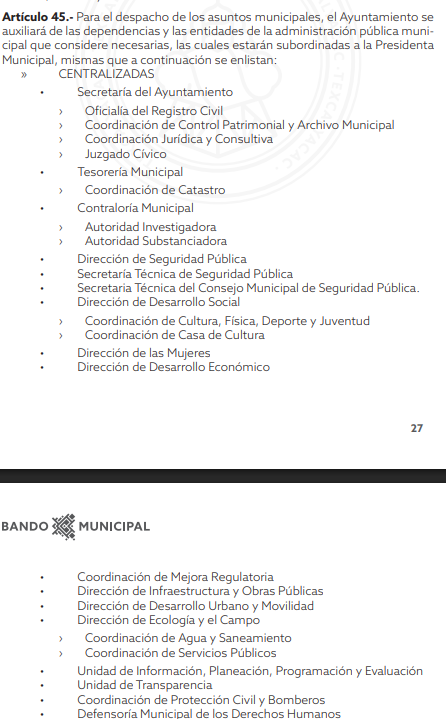 Artículo 45.- Para el despacho de los asuntos municipales, el Ayuntamiento se
auxiliará de las dependencias y las entidades de la administración pública muni-
cipal que considere necesarias, las cuales estarán subordinadas a la Presidenta
Municipal, mismas que a continuación se enlistan:
» CENTRALIZADAS
• Secretaría del Ayuntamiento
› Oficialía del Registro Civil
› Coordinación de Control Patrimonial y Archivo Municipal
› Coordinación Jurídica y Consultiva
› Juzgado Cívico
• Tesorería Municipal
› Coordinación de Catastro
• Contraloría Municipal
› Autoridad Investigadora
› Autoridad Substanciadora
• Dirección de Seguridad Pública
• Secretaría Técnica de Seguridad Pública
• Secretaria Técnica del Consejo Municipal de Seguridad Pública.
• Dirección de Desarrollo Social
› Coordinación de Cultura, Física, Deporte y Juventud
› Coordinación de Casa de Cultura
• Dirección de las Mujeres
• Dirección de Desarrollo Económico
27
BANDO MUNICIPAL
• Coordinación de Mejora Regulatoria
• Dirección de Infraestructura y Obras Públicas
• Dirección de Desarrollo Urbano y Movilidad
• Dirección de Ecología y el Campo
› Coordinación de Agua y Saneamiento
› Coordinación de Servicios Públicos
• Unidad de Información, Planeación, Programación y Evaluación
• Unidad de Transparencia
• Coordinación de Protección Civil y Bomberos
• Defensoría Municipal de los Derechos Humanos